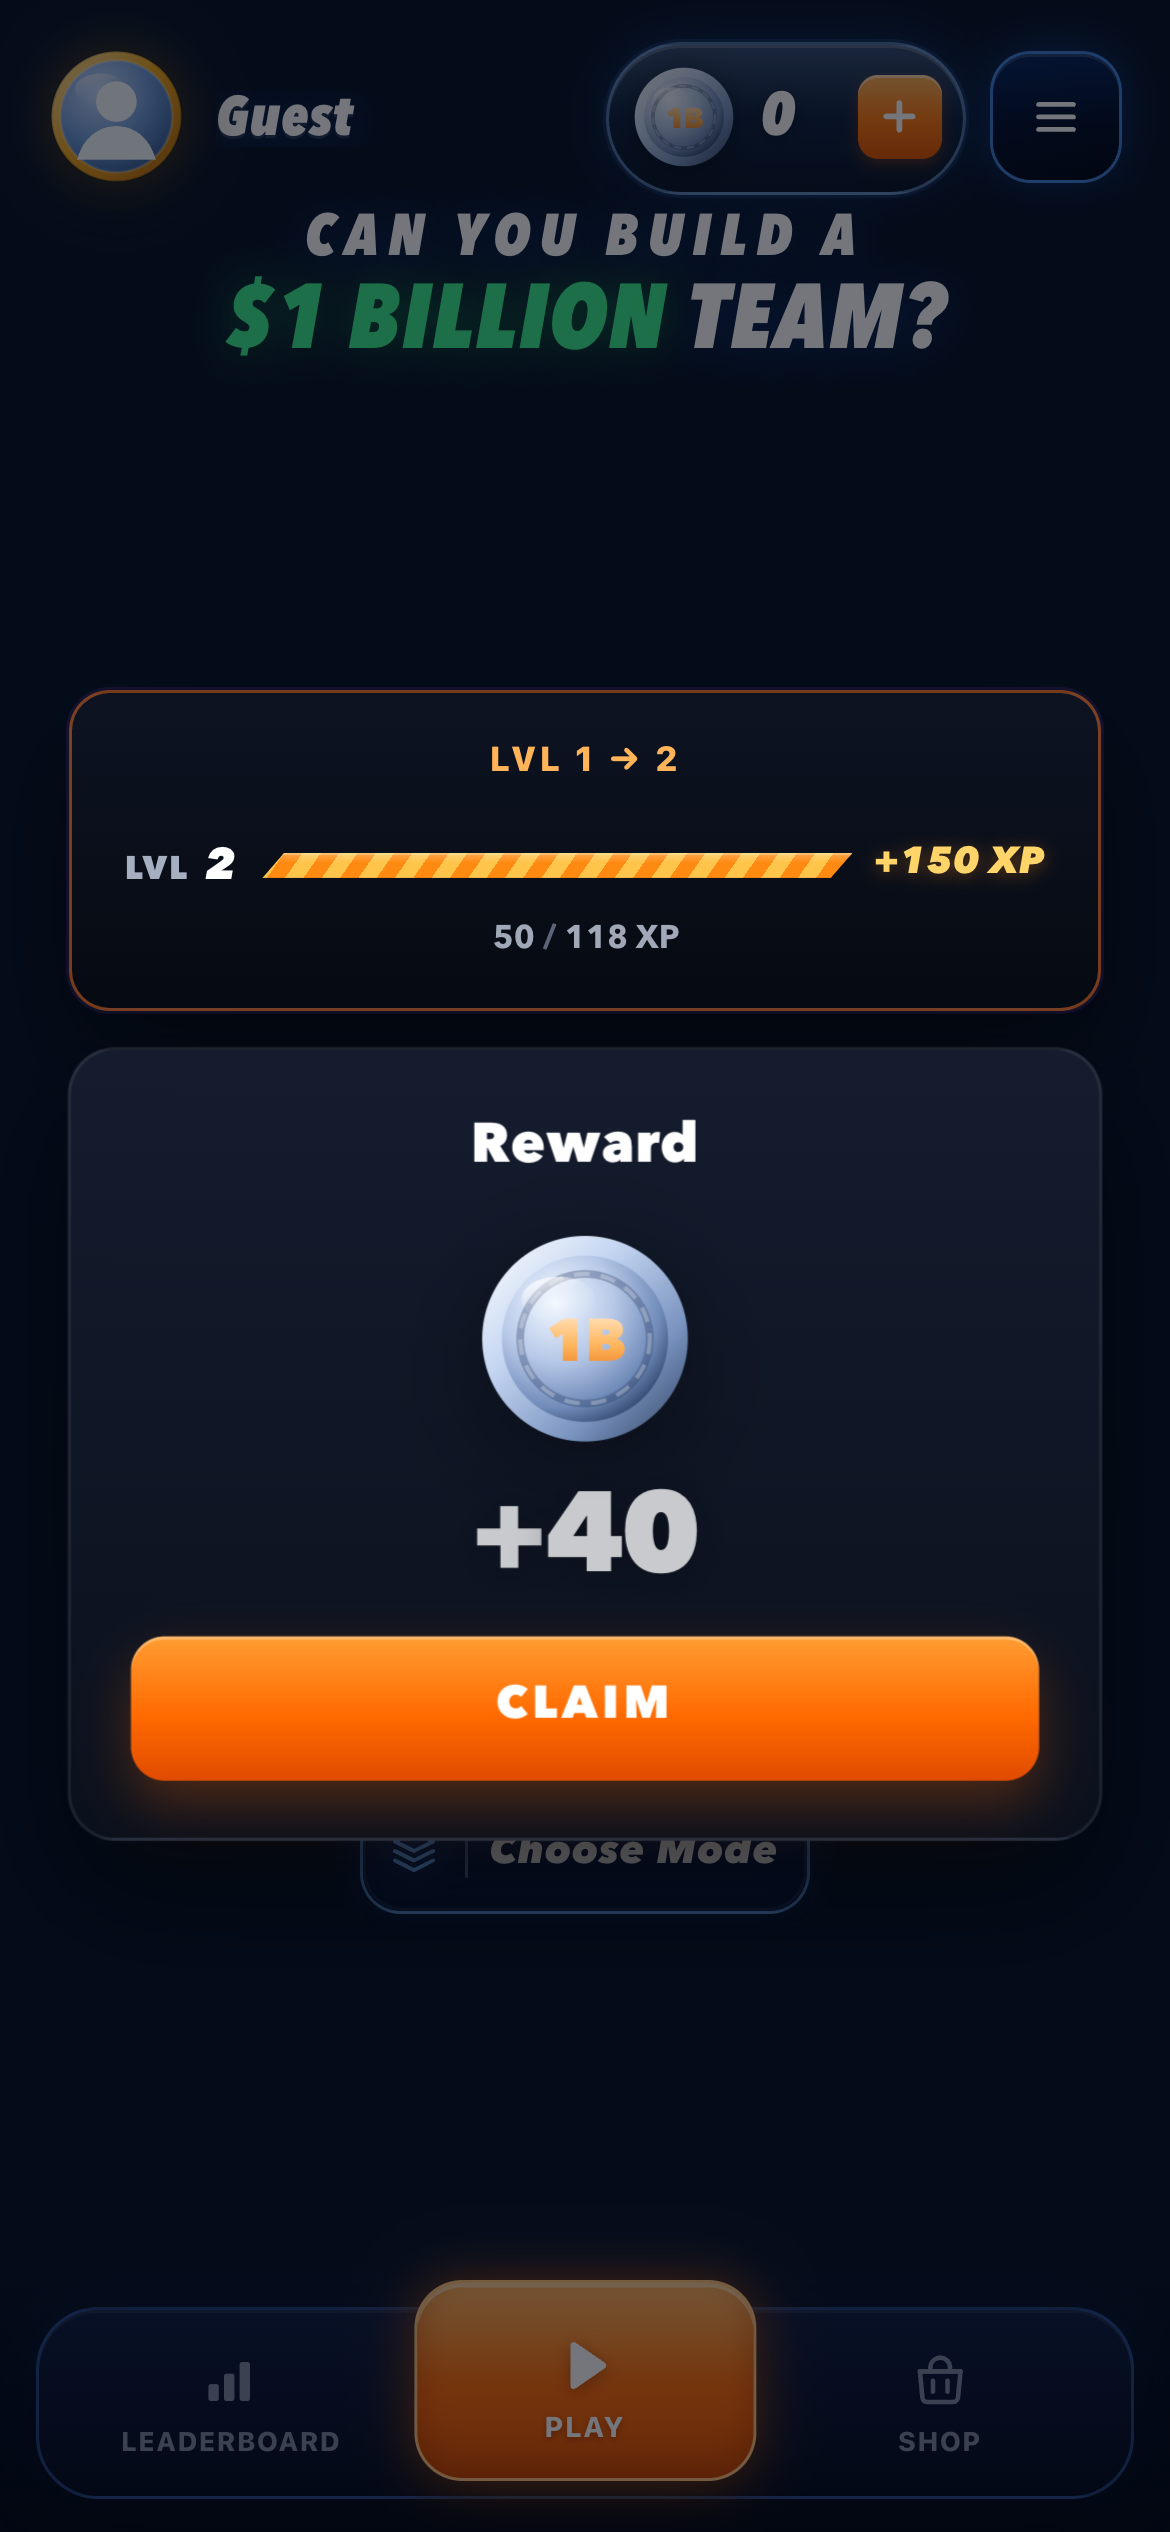 Guest
1B 0
CAN YOU BUILD A
$1 BILLION TEAM?
LVL 1 → 2
LVL 2 +150 XP
50 / 118 XP
Reward
1B
+40
CLAIM
Choose Mode
LEADERBOARD
PLAY
SHOP